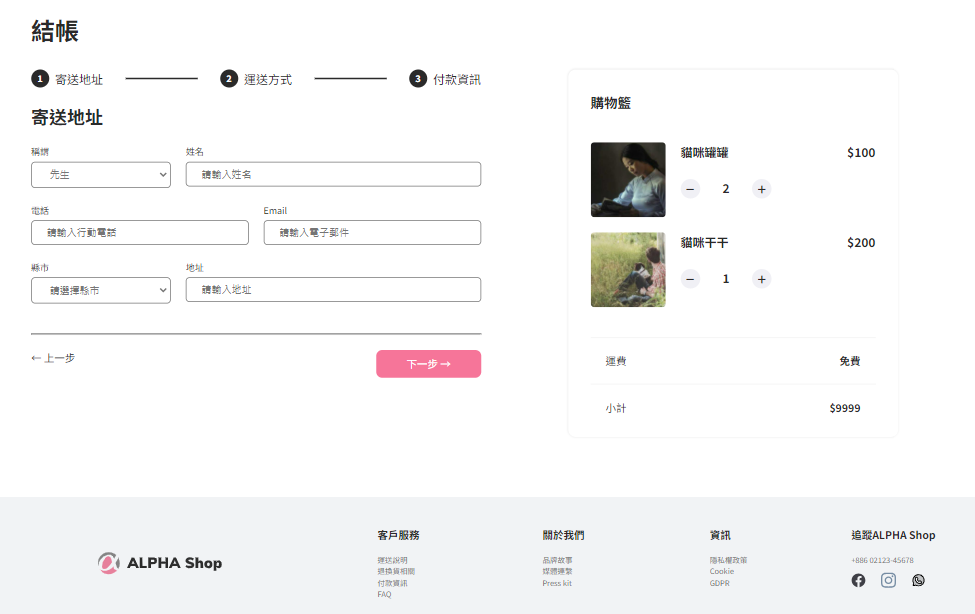 結帳
1 寄送地址 2 運送方式 3 付款資訊
寄送地址
稱謂 姓名
先生 請輸入姓名
電話 Email
請輸入行動電話 請輸入電子郵件
縣市 地址
請選擇縣市 請輸入地址
← 上一步 下一步 →
購物籃
貓咪罐罐 $100
− 2 +
貓咪干干 $200
− 1 +
運費 免費
小計 $9999
ALPHA Shop
客戶服務
運送說明
退換貨相關
付款資訊
FAQ
關於我們
品牌故事
媒體連繫
Press kit
資訊
隱私權政策
Cookie
GDPR
追蹤ALPHA Shop
+886 02123-45678